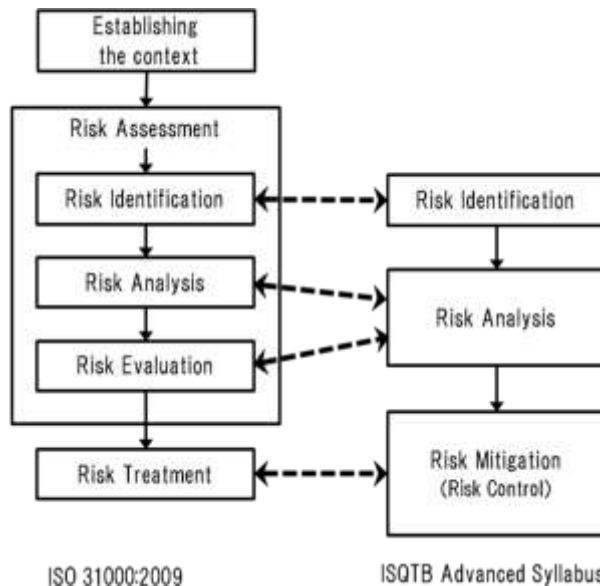 Establishing
the context
Risk Assessment
Risk Identification
Risk Analysis
Risk Evaluation
Risk Treatment
ISO 31000:2009
Risk Identification
Risk Analysis
Risk Mitigation
(Risk Control)
ISQTB Advanced Syllabus